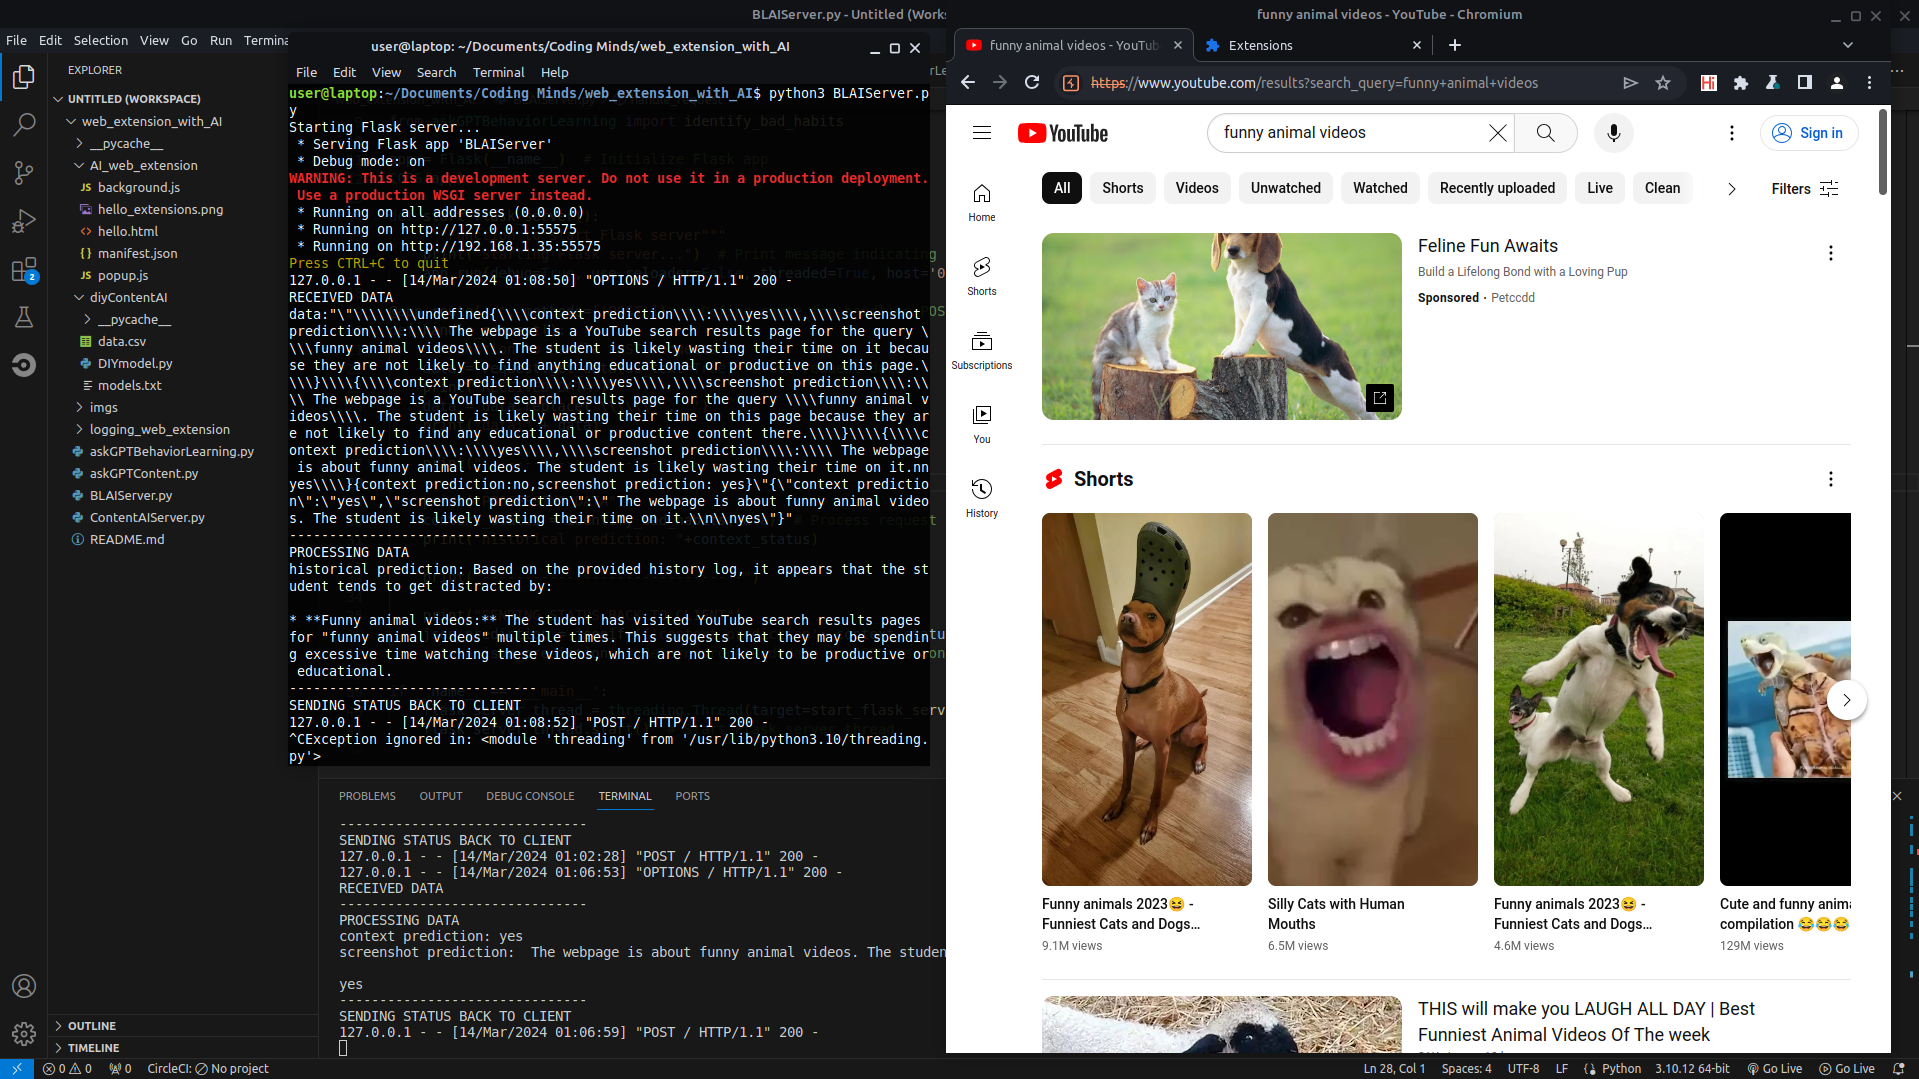 BLAIServer.py - Untitled (Works
File Edit Selection View Go Run Termina
EXPLORER
UNTITLED (WORKSPACE)
web_extension_with_AI
__pycache__
AI_web_extension
JS background.js
hello_extensions.png
<> hello.html
{} manifest.json
JS popup.js
diyContentAI
__pycache__
data.csv
DIYmodel.py
models.txt
imgs
logging_web_extension
askGPTBehaviorLearning.py
askGPTContent.py
BLAIServer.py
ContentAIServer.py
README.md
2
OUTLINE
TIMELINE
user@laptop: ~/Documents/Coding Minds/web_extension_with_AI
File Edit View Search Terminal Help
user@laptop:~/Documents/Coding Minds/web_extension_with_AI$ python3 BLAIServer.p
y
Starting Flask server...
 * Serving Flask app 'BLAIServer'
 * Debug mode: on
WARNING: This is a development server. Do not use it in a production deployment.
 Use a production WSGI server instead.
 * Running on all addresses (0.0.0.0)
 * Running on http://127.0.0.1:55575
 * Running on http://192.168.1.35:55575
Press CTRL+C to quit
127.0.0.1 - - [14/Mar/2024 01:08:50] "OPTIONS / HTTP/1.1" 200 -
RECEIVED DATA
data:"\"\\\\\\\\undefined{\\\\context prediction\\\\:\\\\yes\\\\,\\\\screenshot
prediction\\\\:\\\\ The webpage is a YouTube search results page for the query \
\\\funny animal videos\\\\. The student is likely wasting their time on it becau
se they are not likely to find anything educational or productive on this page.\
\\\}\\\\{\\\\context prediction\\\\:\\\\yes\\\\,\\\\screenshot prediction\\\\:\\
\\ The webpage is a YouTube search results page for the query \\\\funny animal v
ideos\\\\. The student is likely wasting their time on this page because they ar
e not likely to find any educational or productive content there.\\\\}\\\\{\\\\c
ontext prediction\\\\:\\\\yes\\\\,\\\\screenshot prediction\\\\:\\\\ The webpage
 is about funny animal videos. The student is likely wasting their time on it.nn
yes\\\\}{context prediction:no,screenshot prediction: yes}\"{\"context predictio
n\":\"yes\",\"screenshot prediction\":\" The webpage is about funny animal video
s. The student is likely wasting their time on it.\\n\\nyes\"}"
-------------------------------
PROCESSING DATA
historical prediction: Based on the provided history log, it appears that the st
udent tends to get distracted by:
* **Funny animal videos:** The student has visited YouTube search results pages
for "funny animal videos" multiple times. This suggests that they may be spendin
g excessive time watching these videos, which are not likely to be productive or
 educational.
-------------------------------
SENDING STATUS BACK TO CLIENT
127.0.0.1 - - [14/Mar/2024 01:08:52] "POST / HTTP/1.1" 200 -
^CException ignored in: <module 'threading' from '/usr/lib/python3.10/threading.
py'>
PROBLEMS OUTPUT DEBUG CONSOLE TERMINAL PORTS
-------------------------------
SENDING STATUS BACK TO CLIENT
127.0.0.1 - - [14/Mar/2024 01:02:28] "POST / HTTP/1.1" 200 -
127.0.0.1 - - [14/Mar/2024 01:06:53] "OPTIONS / HTTP/1.1" 200 -
RECEIVED DATA
-------------------------------
PROCESSING DATA
context prediction: yes
screenshot prediction:  The webpage is about funny animal videos. The studen
yes
-------------------------------
SENDING STATUS BACK TO CLIENT
127.0.0.1 - - [14/Mar/2024 01:06:59] "POST / HTTP/1.1" 200 -
funny animal videos - YouTube - Chromium
funny animal videos - YouTub
Extensions
https://www.youtube.com/results?search_query=funny+animal+videos
Hi
YouTube
funny animal videos
Sign in
Home
Shorts
Subscriptions
You
History
All Shorts Videos Unwatched Watched Recently uploaded Live Clean
Filters
Feline Fun Awaits
Build a Lifelong Bond with a Loving Pup
Sponsored · Petccdd
Shorts
Funny animals 2023😆 -
Funniest Cats and Dogs...
9.1M views
Silly Cats with Human
Mouths
6.5M views
Funny animals 2023😆 -
Funniest Cats and Dogs...
4.6M views
Cute and funny anima
compilation 😂😂😂
129M views
THIS will make you LAUGH ALL DAY | Best
Funniest Animal Videos Of The week
0 0 0 CircleCI: No project
Ln 28, Col 1 Spaces: 4 UTF-8 LF Python 3.10.12 64-bit Go Live Go Live